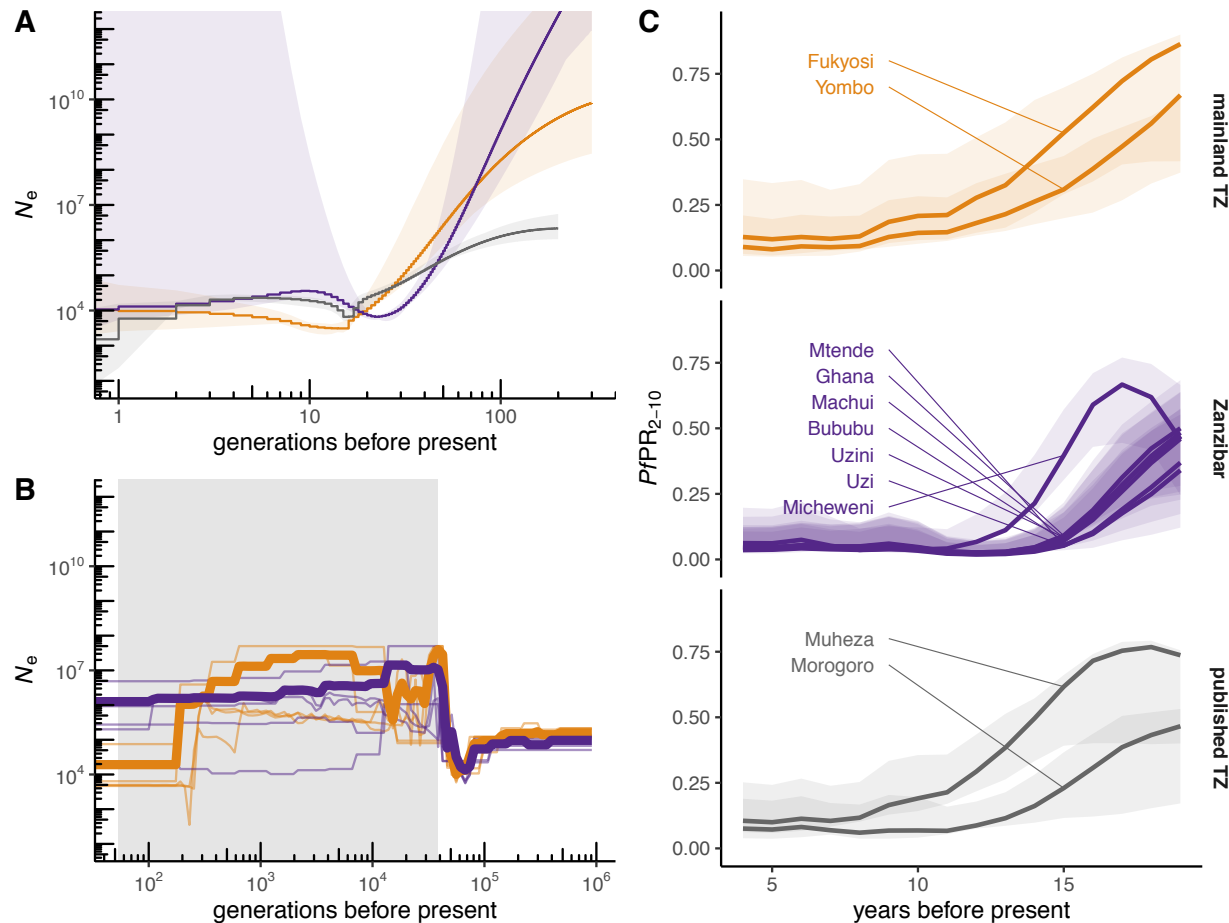 A
10^10
10^7
10^4
N_e
1
10
100
generations before present
B
10^10
10^7
10^4
N_e
10^2
10^3
10^4
10^5
10^6
generations before present
C
PfPR_2−10
0.75
0.50
0.25
0.00
Fukyosi
Yombo
mainland TZ
0.75
0.50
0.25
0.00
Mtende
Ghana
Machui
Bububu
Uzini
Uzi
Micheweni
Zanzibar
0.75
0.50
0.25
0.00
Muheza
Morogoro
published TZ
5
10
15
years before present